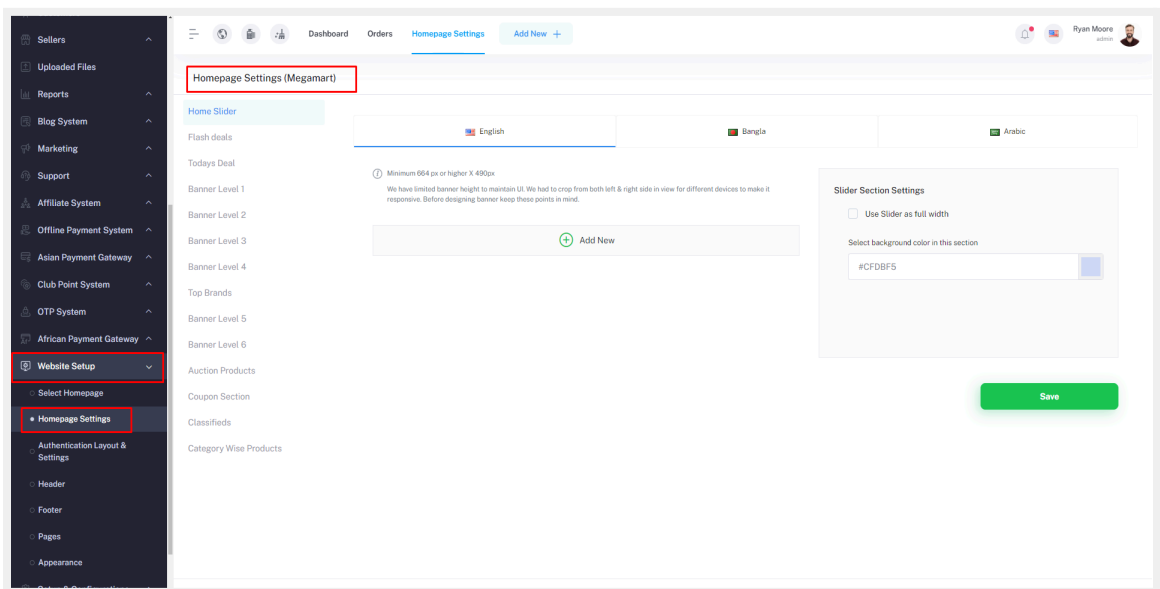 Sellers
Uploaded Files
Reports
Blog System
Marketing
Support
Affiliate System
Offline Payment System
Asian Payment Gateway
Club Point System
OTP System
African Payment Gateway
Website Setup
Select Homepage
Homepage Settings
Authentication Layout &
Settings
Header
Footer
Pages
Appearance
Dashboard
Orders
Homepage Settings
Add New +
Ryan Moore
admin
Homepage Settings (Megamart)
Home Slider
Flash deals
Todays Deal
Banner Level 1
Banner Level 2
Banner Level 3
Banner Level 4
Top Brands
Banner Level 5
Banner Level 6
Auction Products
Coupon Section
Classifieds
Category Wise Products
English
Bangla
Arabic
Minimum 664 px or higher X 490px
We have limited banner height to maintain UI. We had to crop from both left & right side in view for different devices to make it
responsive. Before designing banner keep these points in mind.
Add New
Slider Section Settings
Use Slider as full width
Select background color in this section
#CFDBF5
Save